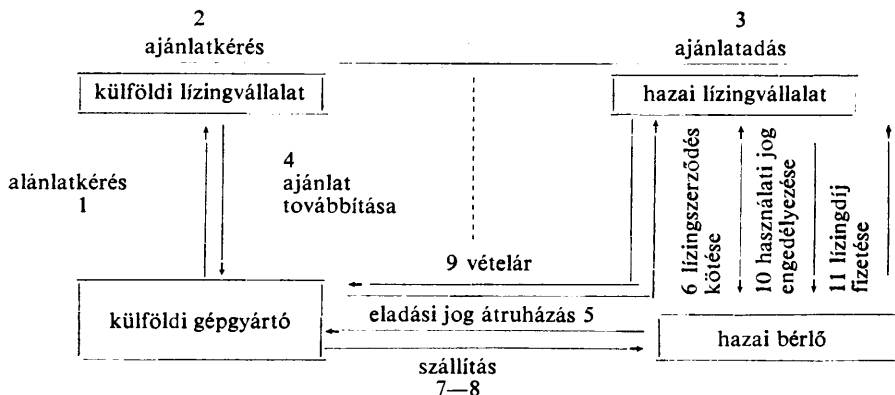 2
ajánlatkérés
3
ajánlatadás
külföldi lízingvállalat
hazai lízingvállalat
alánlatkérés
1
4
ajánlat
továbbítása
6 lízingszerződés
kötése
10 használati jog
engedélyezése
11 lízingdíj
fizetése
9 vételár
eladási jog átruházás 5
külföldi gépgyártó
hazai bérlő
szállítás
7—8